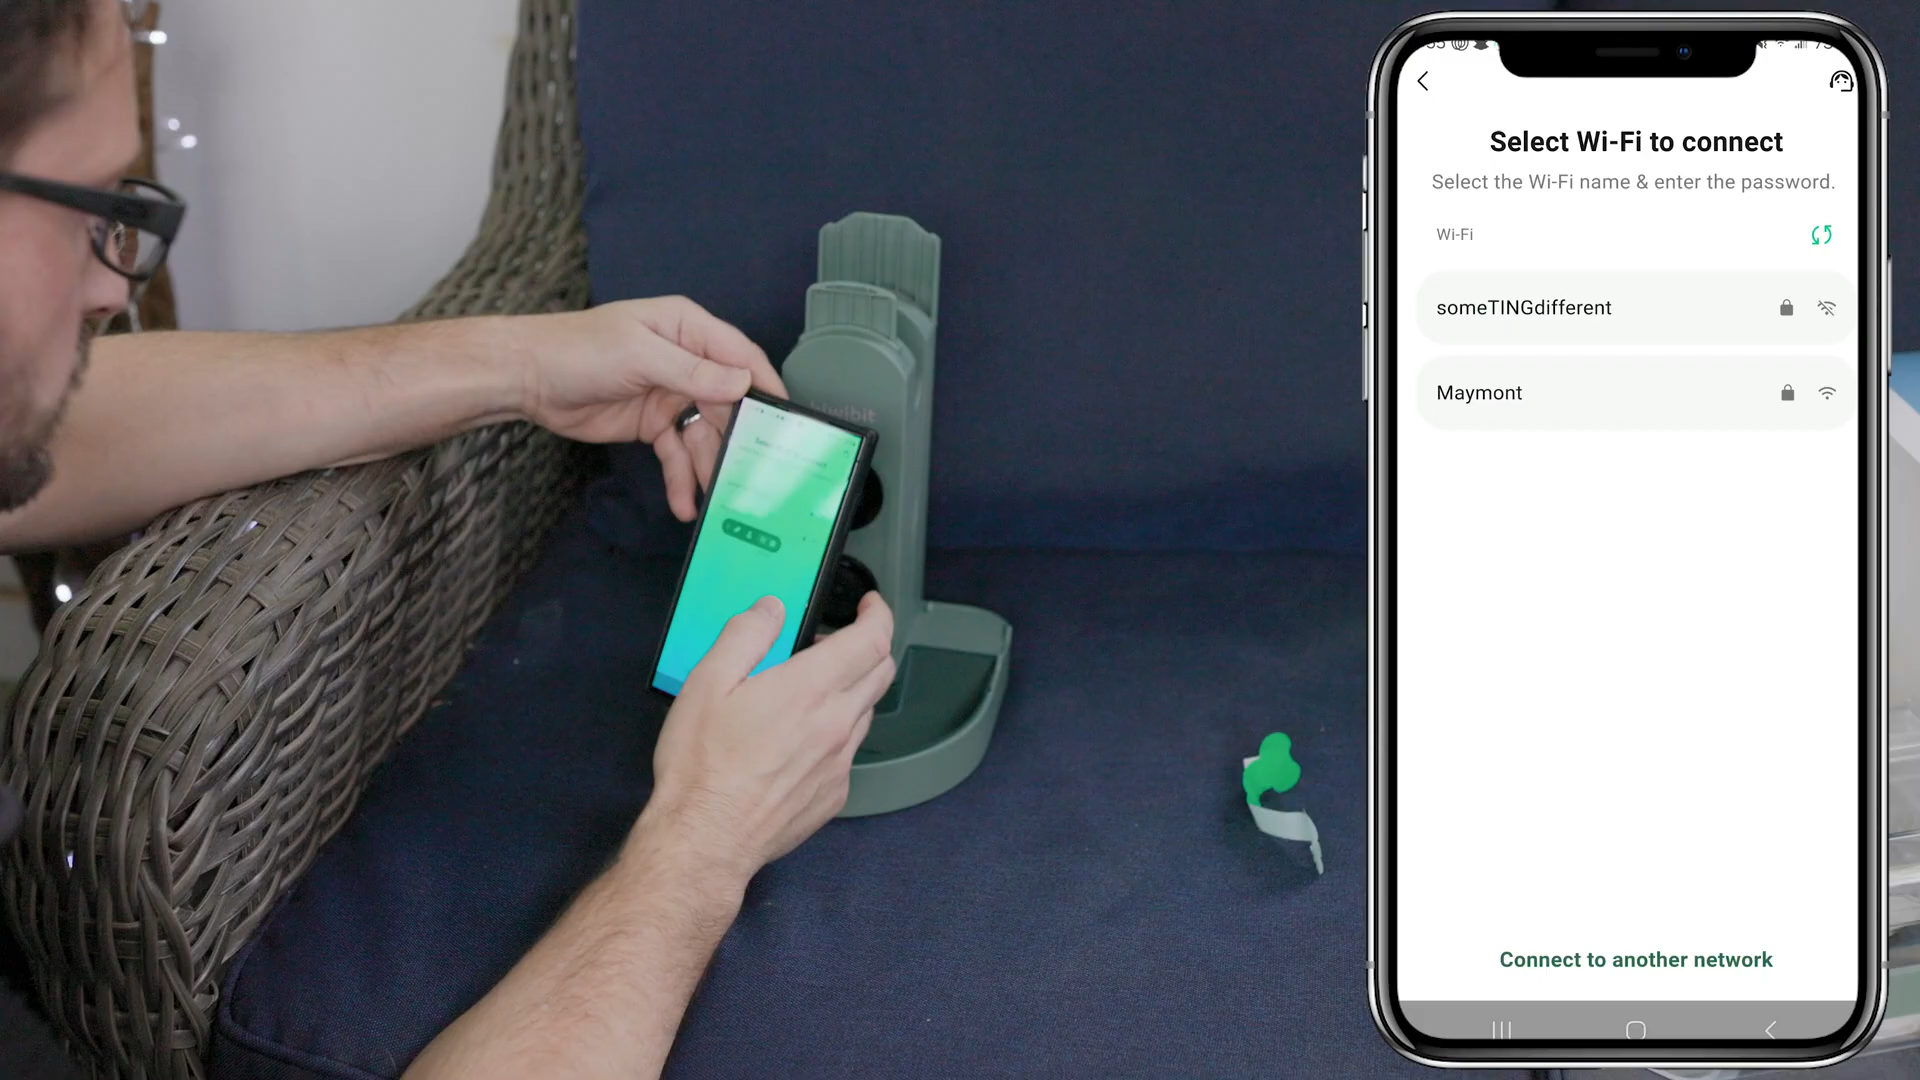 Select Wi-Fi to connect
Select the Wi-Fi name & enter the password.
Wi-Fi
someTINGdifferent
Maymont
Connect to another network